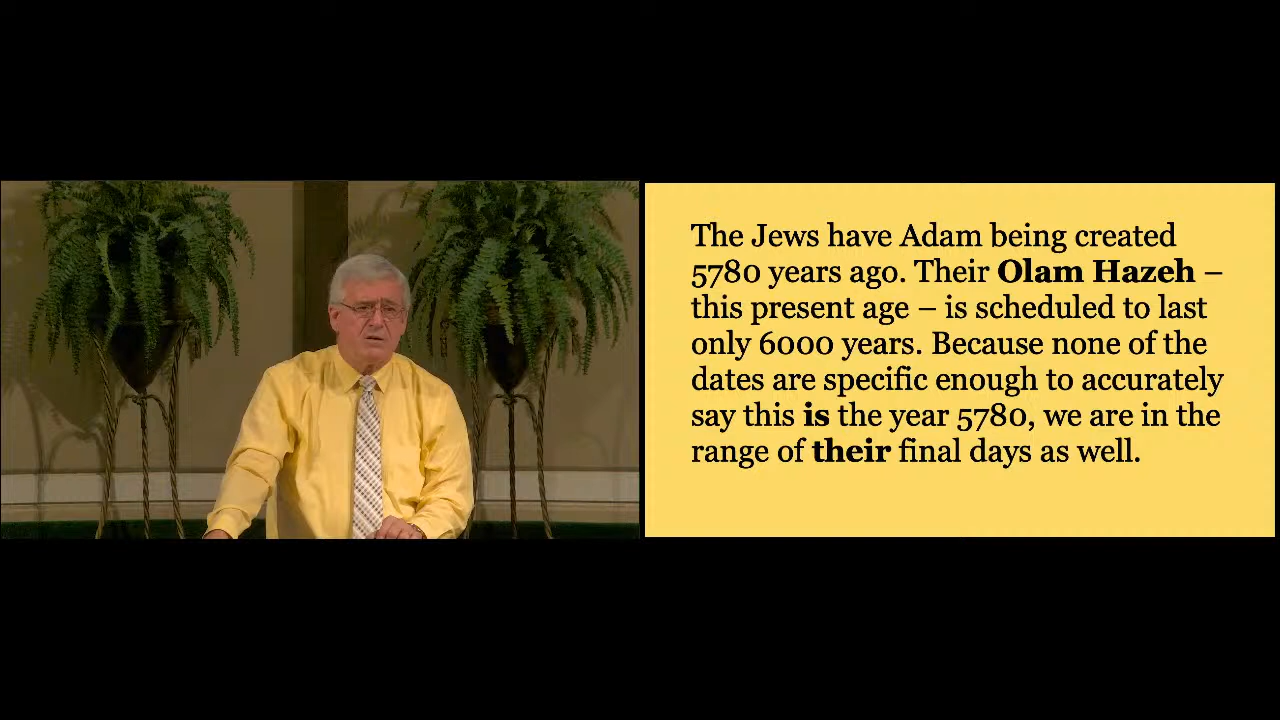 The Jews have Adam being created
5780 years ago. Their Olam Hazeh –
this present age – is scheduled to last
only 6000 years. Because none of the
dates are specific enough to accurately
say this is the year 5780, we are in the
range of their final days as well.